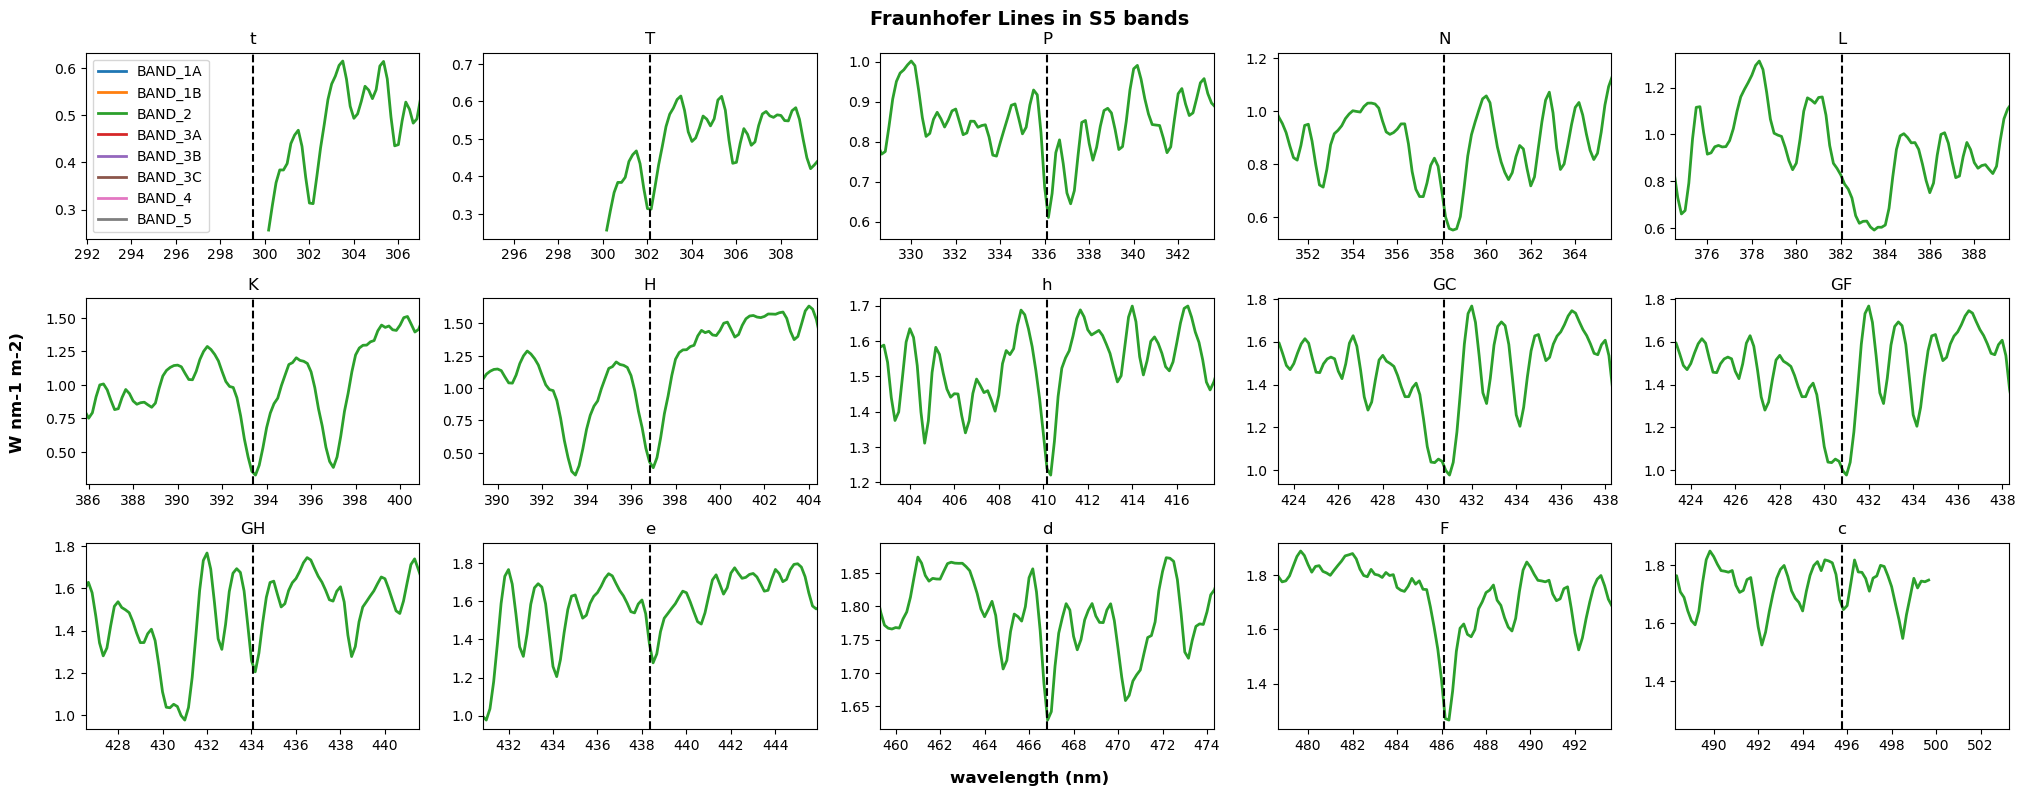 Fraunhofer Lines in S5 bands
t
T
P
N
L
0.6
0.5
0.4
0.3
BAND_1A
BAND_1B
BAND_2
BAND_3A
BAND_3B
BAND_3C
BAND_4
BAND_5
292 294 296 298 300 302 304 306
0.7
0.6
0.5
0.4
0.3
296 298 300 302 304 306 308
1.0
0.9
0.8
0.7
0.6
330 332 334 336 338 340 342
1.2
1.0
0.8
0.6
352 354 356 358 360 362 364
1.2
1.0
0.8
0.6
376 378 380 382 384 386 388
W nm-1 m-2)
K
H
h
GC
GF
1.50
1.25
1.00
0.75
0.50
386 388 390 392 394 396 398 400
1.50
1.25
1.00
0.75
0.50
390 392 394 396 398 400 402 404
1.7
1.6
1.5
1.4
1.3
1.2
404 406 408 410 412 414 416
1.8
1.6
1.4
1.2
1.0
424 426 428 430 432 434 436 438
1.8
1.6
1.4
1.2
1.0
424 426 428 430 432 434 436 438
GH
e
d
F
c
1.8
1.6
1.4
1.2
1.0
428 430 432 434 436 438 440
1.8
1.6
1.4
1.2
1.0
432 434 436 438 440 442 444
1.85
1.80
1.75
1.70
1.65
460 462 464 466 468 470 472 474
1.8
1.6
1.4
480 482 484 486 488 490 492
1.8
1.6
1.4
490 492 494 496 498 500 502
wavelength (nm)